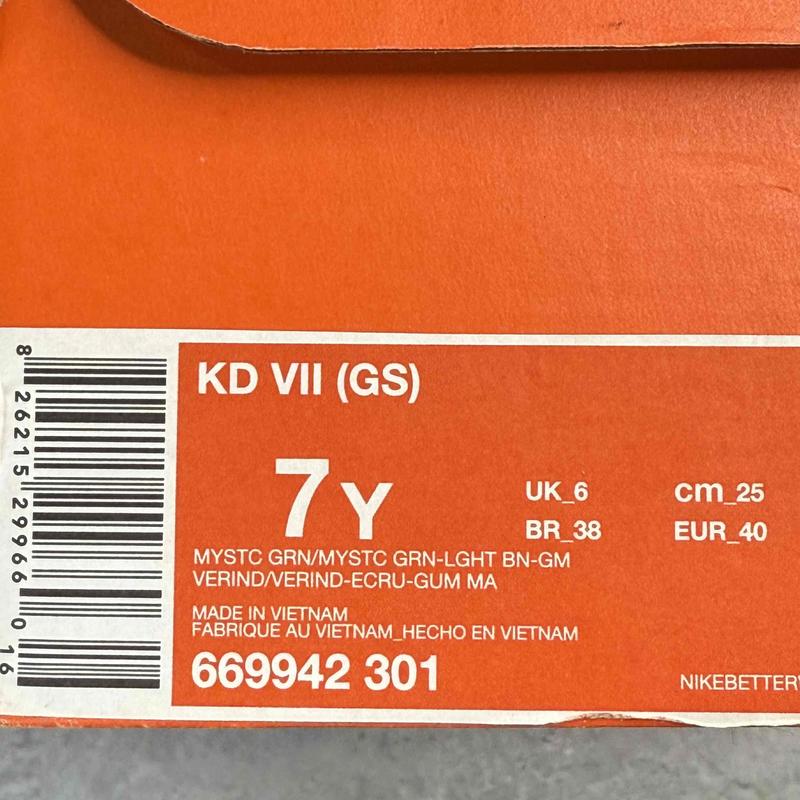 8 26215 29966 0
16
KD VII (GS)
7Y
UK_6 cm_25
BR_38 EUR_40
MYSTC GRN/MYSTC GRN-LGHT BN-GM
VERIND/VERIND-ECRU-GUM MA
MADE IN VIETNAM
FABRIQUE AU VIETNAM_HECHO EN VIETNAM
669942 301
NIKEBETTER